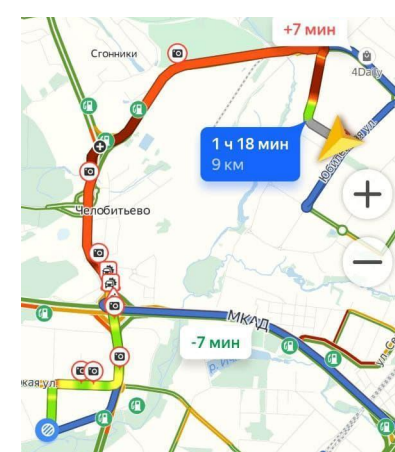 +7 мин
Сгонники
4Daily
1 ч 18 мин
9 км
Челобитьево
МКАД
-7 мин